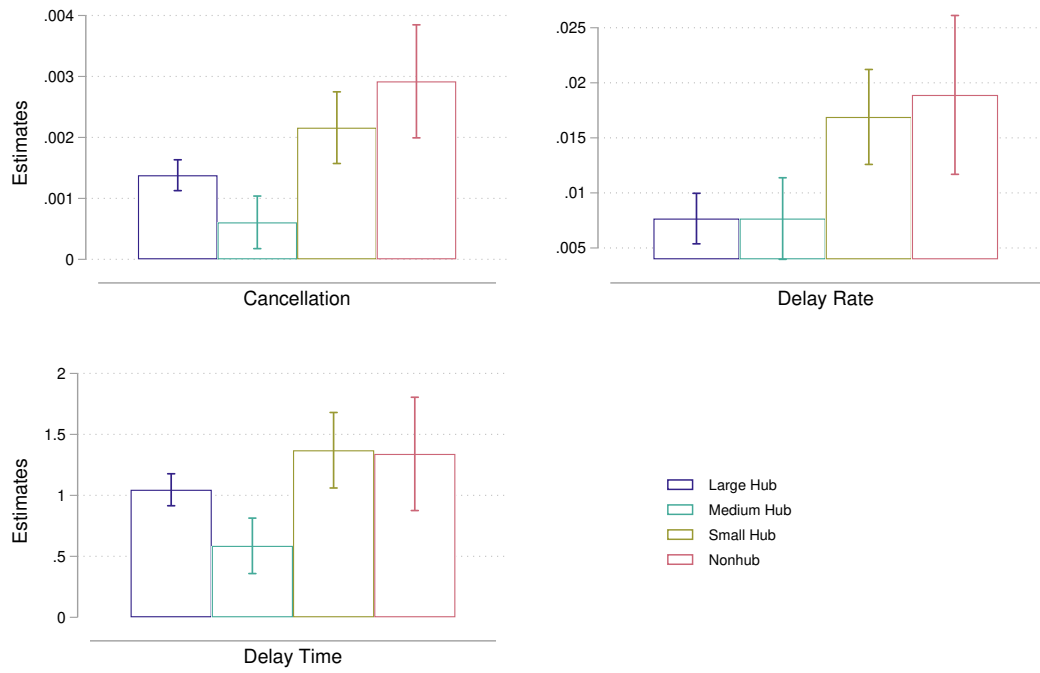 Estimates
.004
.003
.002
.001
0
Cancellation
.025
.02
.015
.01
.005
Delay Rate
Estimates
2
1.5
1
.5
0
Delay Time
Large Hub
Medium Hub
Small Hub
Nonhub